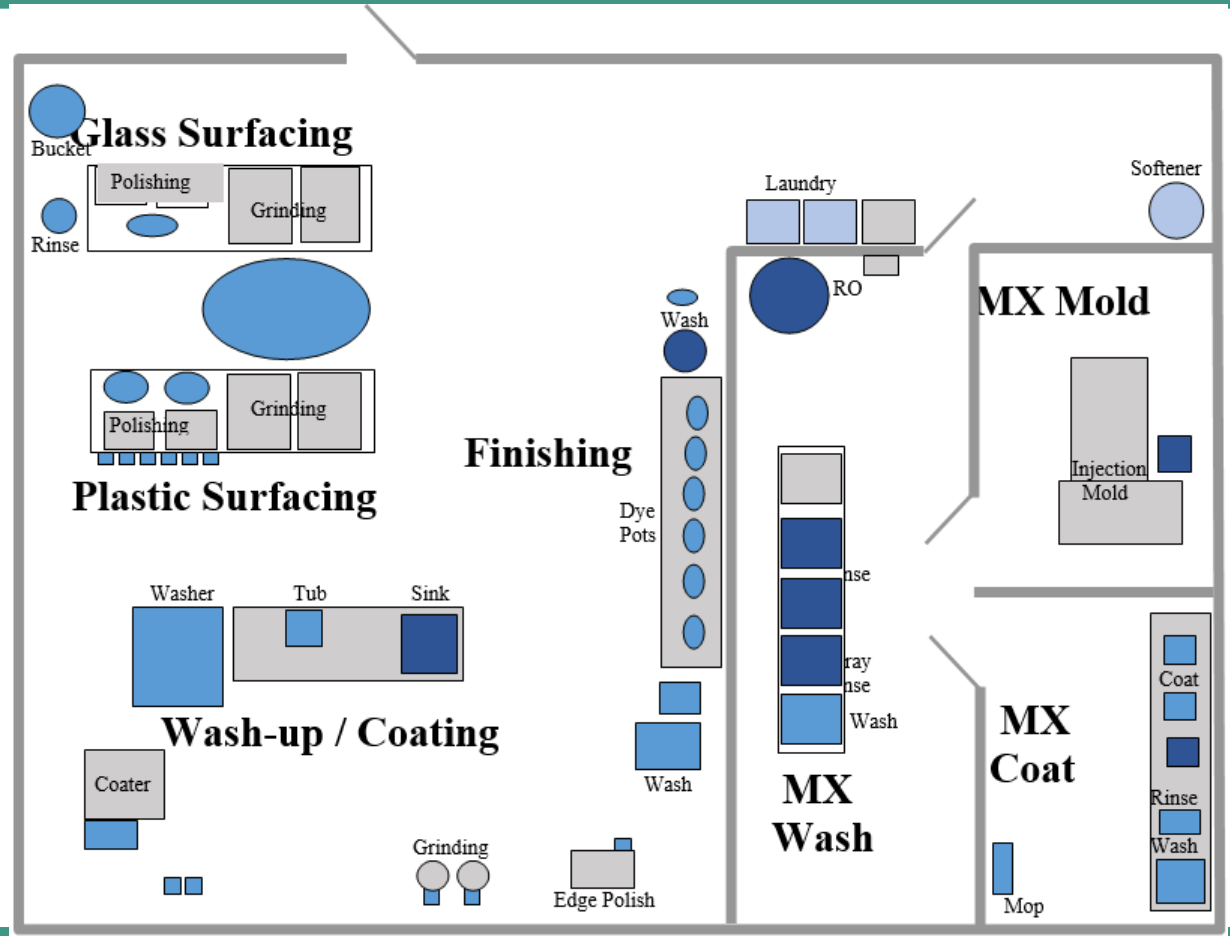 Glass Surfacing
Bucket
Polishing
Grinding
Rinse
Laundry
Softener
RO
MX Mold
Wash
Polishing
Grinding
Finishing
Plastic Surfacing
Dye
Pots
Injection
Mold
nse
Washer
Tub
Sink
ray
nse
Wash
Coat
Wash-up / Coating
MX
Coat
Coater
Wash
MX
Wash
Rinse
Wash
Grinding
Edge Polish
Mop